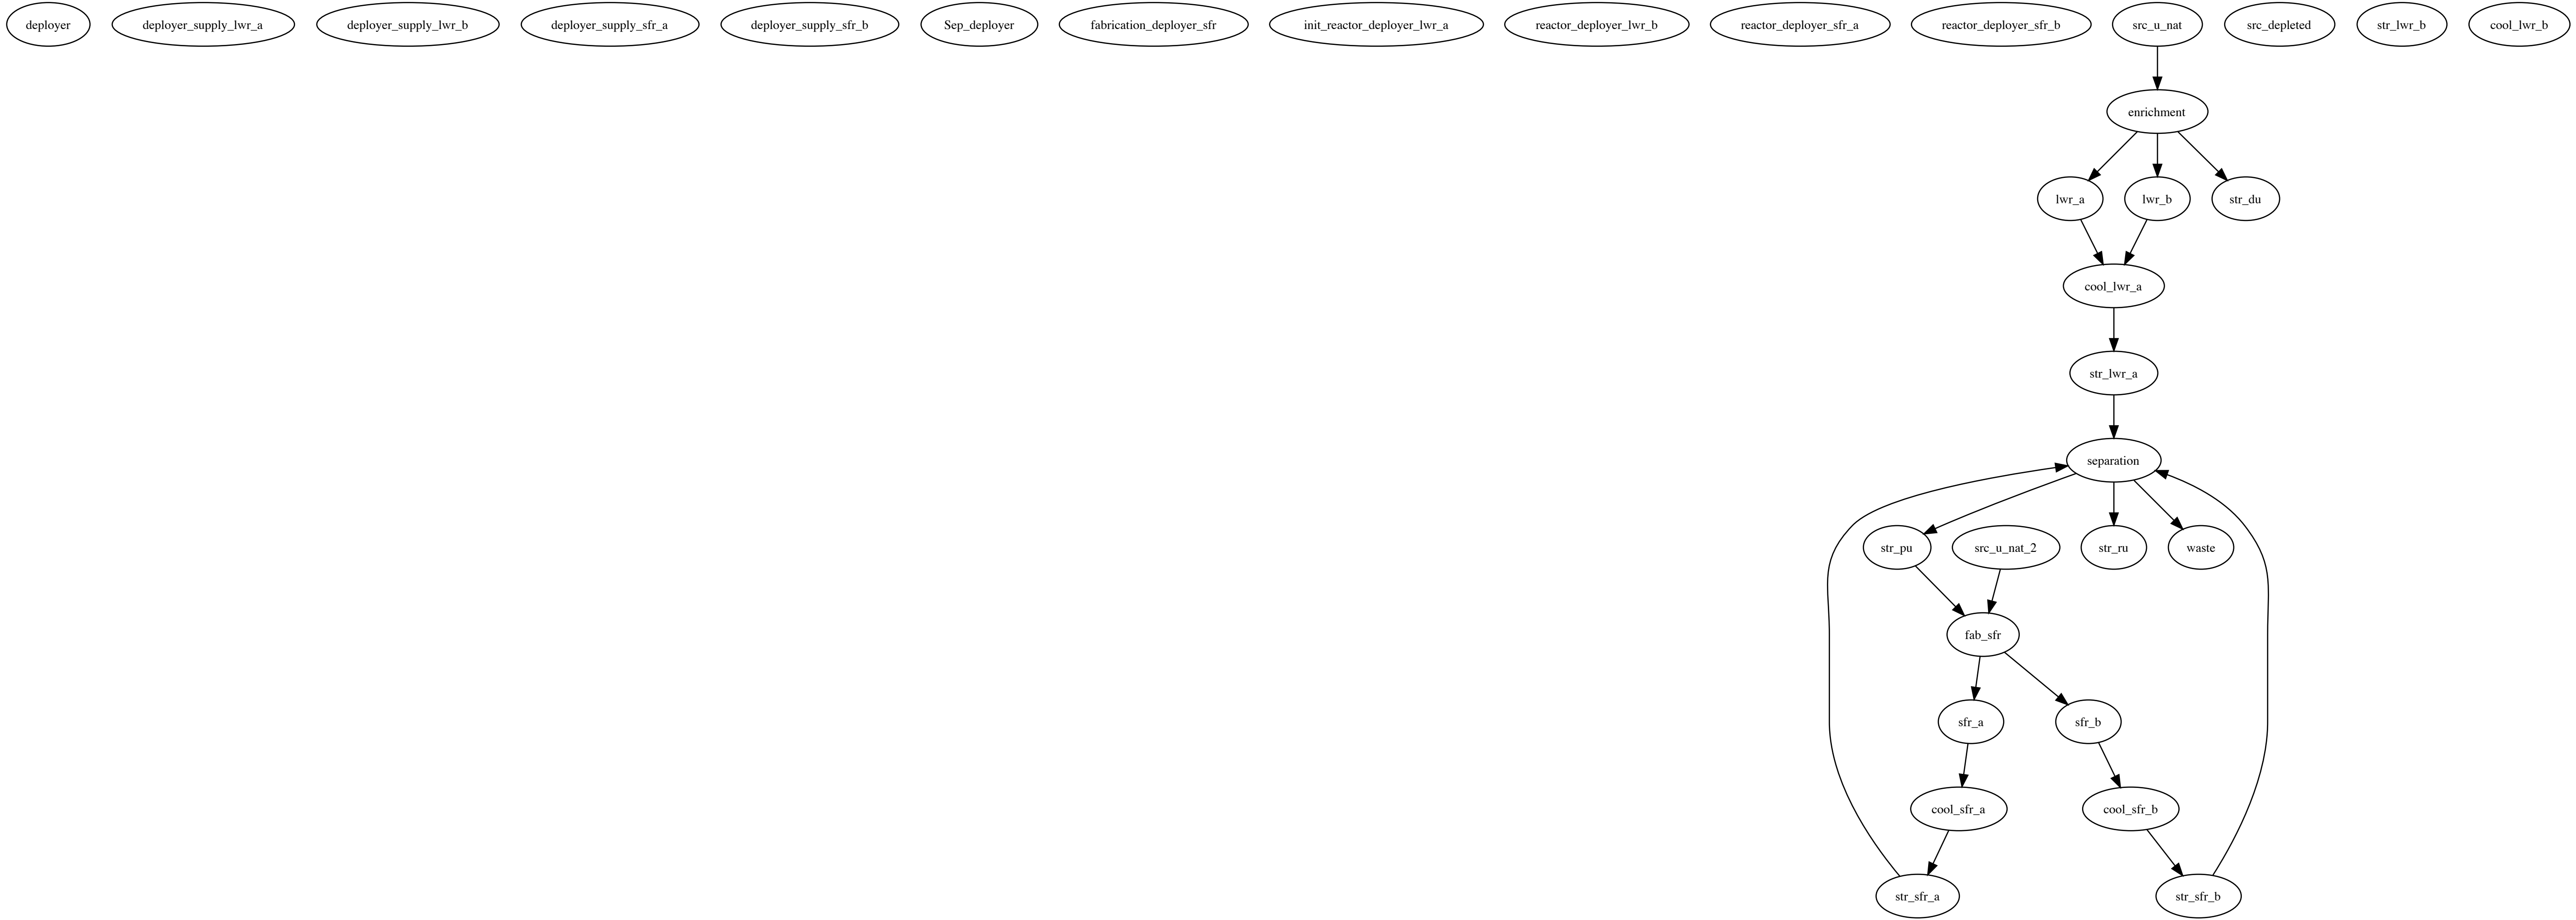 deployer
deployer_supply_lwr_a
deployer_supply_lwr_b
deployer_supply_sfr_a
deployer_supply_sfr_b
Sep_deployer
fabrication_deployer_sfr
init_reactor_deployer_lwr_a
reactor_deployer_lwr_b
reactor_deployer_sfr_a
reactor_deployer_sfr_b
src_u_nat
src_depleted
str_lwr_b
cool_lwr_b
enrichment
lwr_a
lwr_b
str_du
cool_lwr_a
str_lwr_a
separation
str_pu
src_u_nat_2
str_ru
waste
fab_sfr
sfr_a
sfr_b
cool_sfr_a
cool_sfr_b
str_sfr_a
str_sfr_b